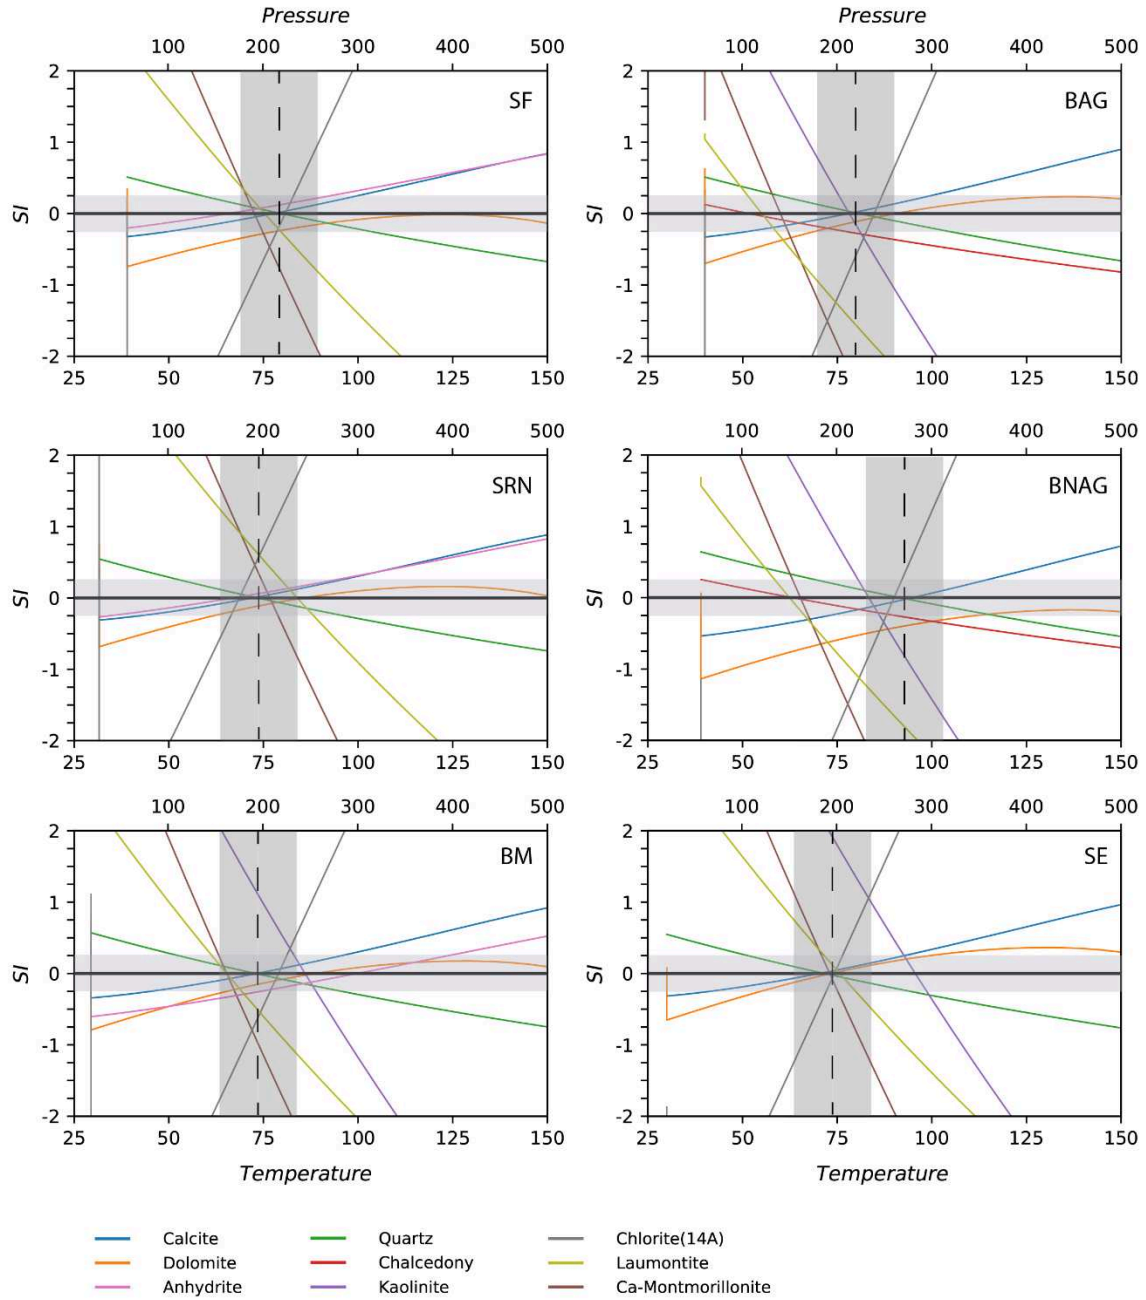 Pressure Pressure
100 200 300 400 500 100 200 300 400 500
2 SF 2 BAG
1 1
SI 0 SI 0
-1 -1
-2 -2
25 50 75 100 125 150 25 50 75 100 125 150
100 200 300 400 500 100 200 300 400 500
2 SRN 2 BNAG
1 1
SI 0 SI 0
-1 -1
-2 -2
25 50 75 100 125 150 25 50 75 100 125 150
100 200 300 400 500 100 200 300 400 500
2 BM 2 SE
1 1
SI 0 SI 0
-1 -1
-2 -2
25 50 75 100 125 150 25 50 75 100 125 150
Temperature Temperature
Calcite Quartz Chlorite(14A)
Dolomite Chalcedony Laumontite
Anhydrite Kaolinite Ca-Montmorillonite